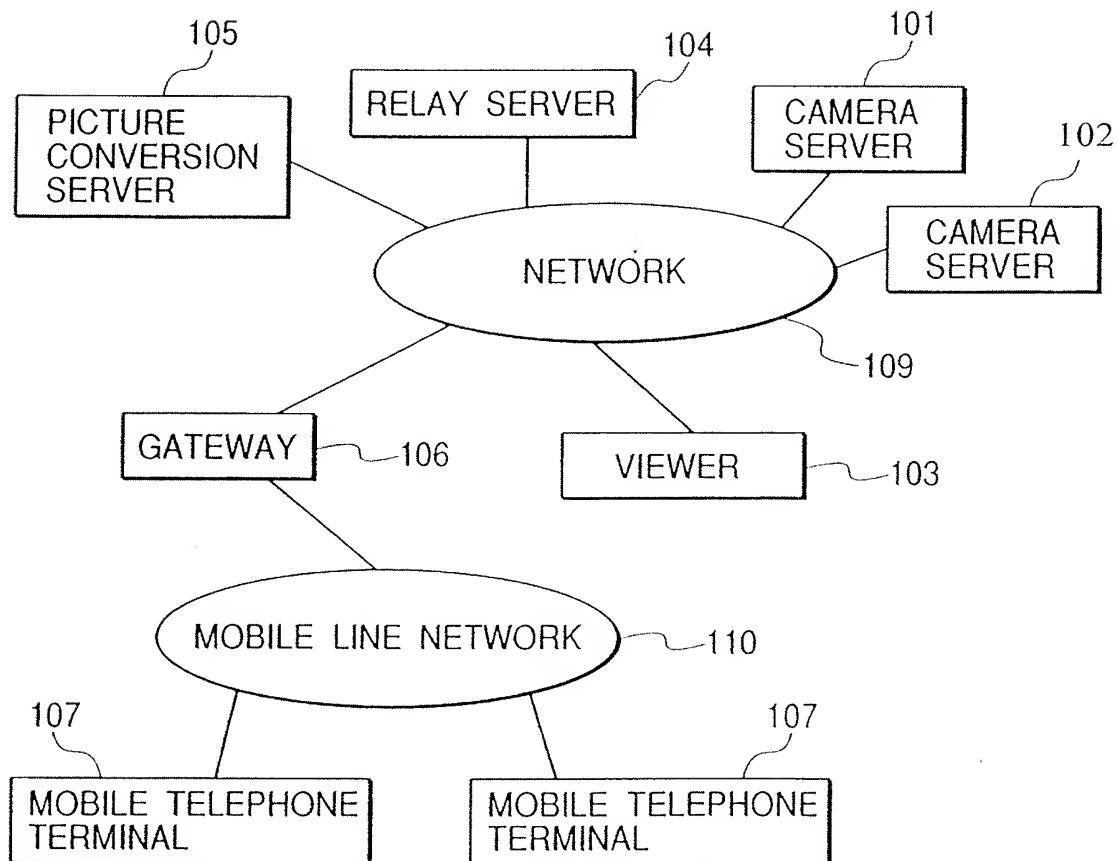 105
104
101
PICTURE
CONVERSION
SERVER
RELAY SERVER
CAMERA
SERVER
102
CAMERA
SERVER
NETWORK
109
GATEWAY
106
VIEWER
103
MOBILE LINE NETWORK
110
107
107
MOBILE TELEPHONE
TERMINAL
MOBILE TELEPHONE
TERMINAL